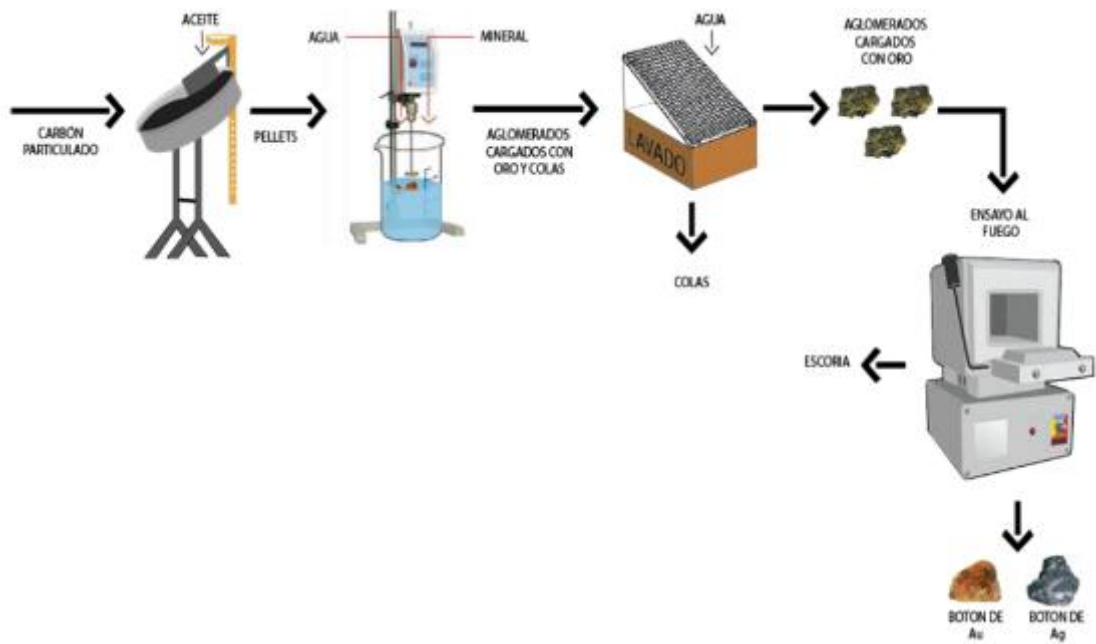 ACEITE
CARBÓN
PARTICULADO
PELLETS
AGUA
MINERAL
AGLOMERADOS
CARGADOS CON
ORO Y COLAS
AGUA
LAVADO
COLAS
AGLOMERADOS
CARGADOS
CON ORO
ENSAYO AL
FUEGO
ESCORIA
BOTON DE
Au
BOTON DE
Ag